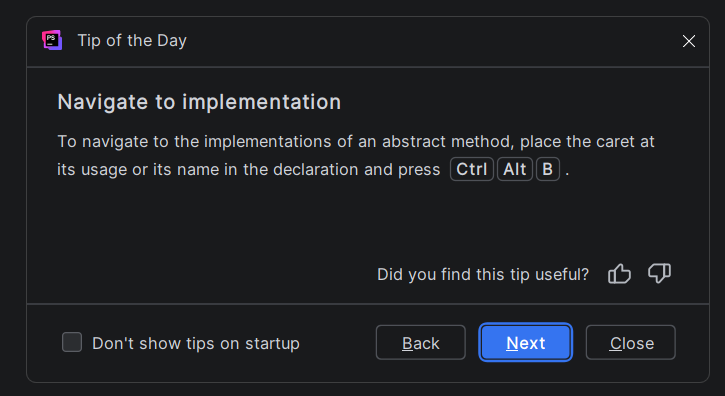 PS
Tip of the Day
Navigate to implementation
To navigate to the implementations of an abstract method, place the caret at
its usage or its name in the declaration and press Ctrl Alt B .
Did you find this tip useful?
Don't show tips on startup
Back
Next
Close